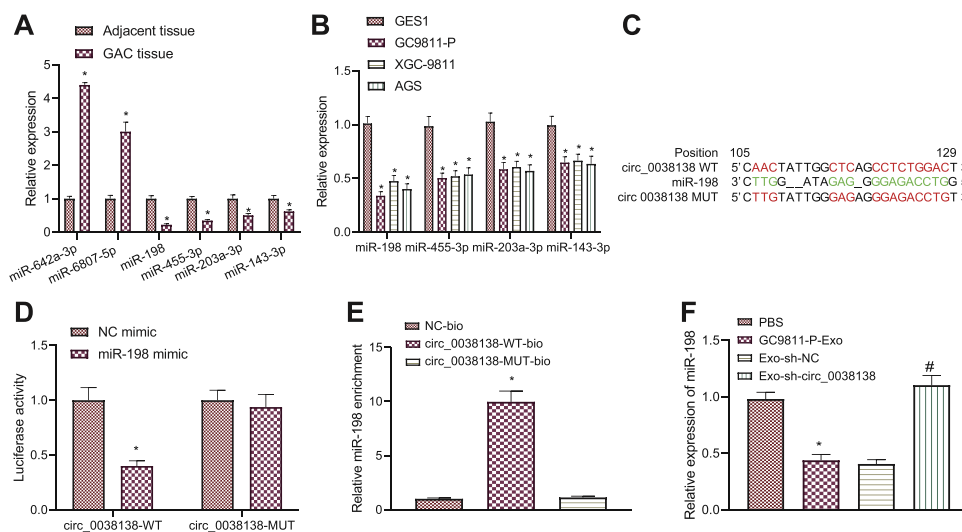 A
Adjacent tissue
GAC tissue
Relative expression
5
4
3
2
1
0
miR-642a-3p
miR-6807-5p
miR-198
miR-455-3p
miR-203a-3p
miR-143-3p
* * * * * *
B
GES1
GC9811-P
XGC-9811
AGS
Relative expression
1.5
1.0
0.5
0.0
* * * * * * * * * * * *
miR-198 miR-455-3p miR-203a-3p miR-143-3p
C
Position 105 129
circ_0038138 WT 5'CAACTATTGGCTCAGCCTCTGGACT
miR-198 3'CTTGG__ATAGAG_GGGAGACCTGG
circ 0038138 MUT 5'CTTGTATTGGGAGAGGGAGACCTGT
D
NC mimic
miR-198 mimic
Luciferase activity
1.5
1.0
0.5
0.0
*
circ_0038138-WT circ_0038138-MUT
E
NC-bio
circ_0038138-WT-bio
circ_0038138-MUT-bio
Relative miR-198 enrichment
15
10
5
0
*
F
PBS
GC9811-P-Exo
Exo-sh-NC
Exo-sh-circ_0038138
Relative expression of miR-198
1.5
1.0
0.5
0.0
*
#